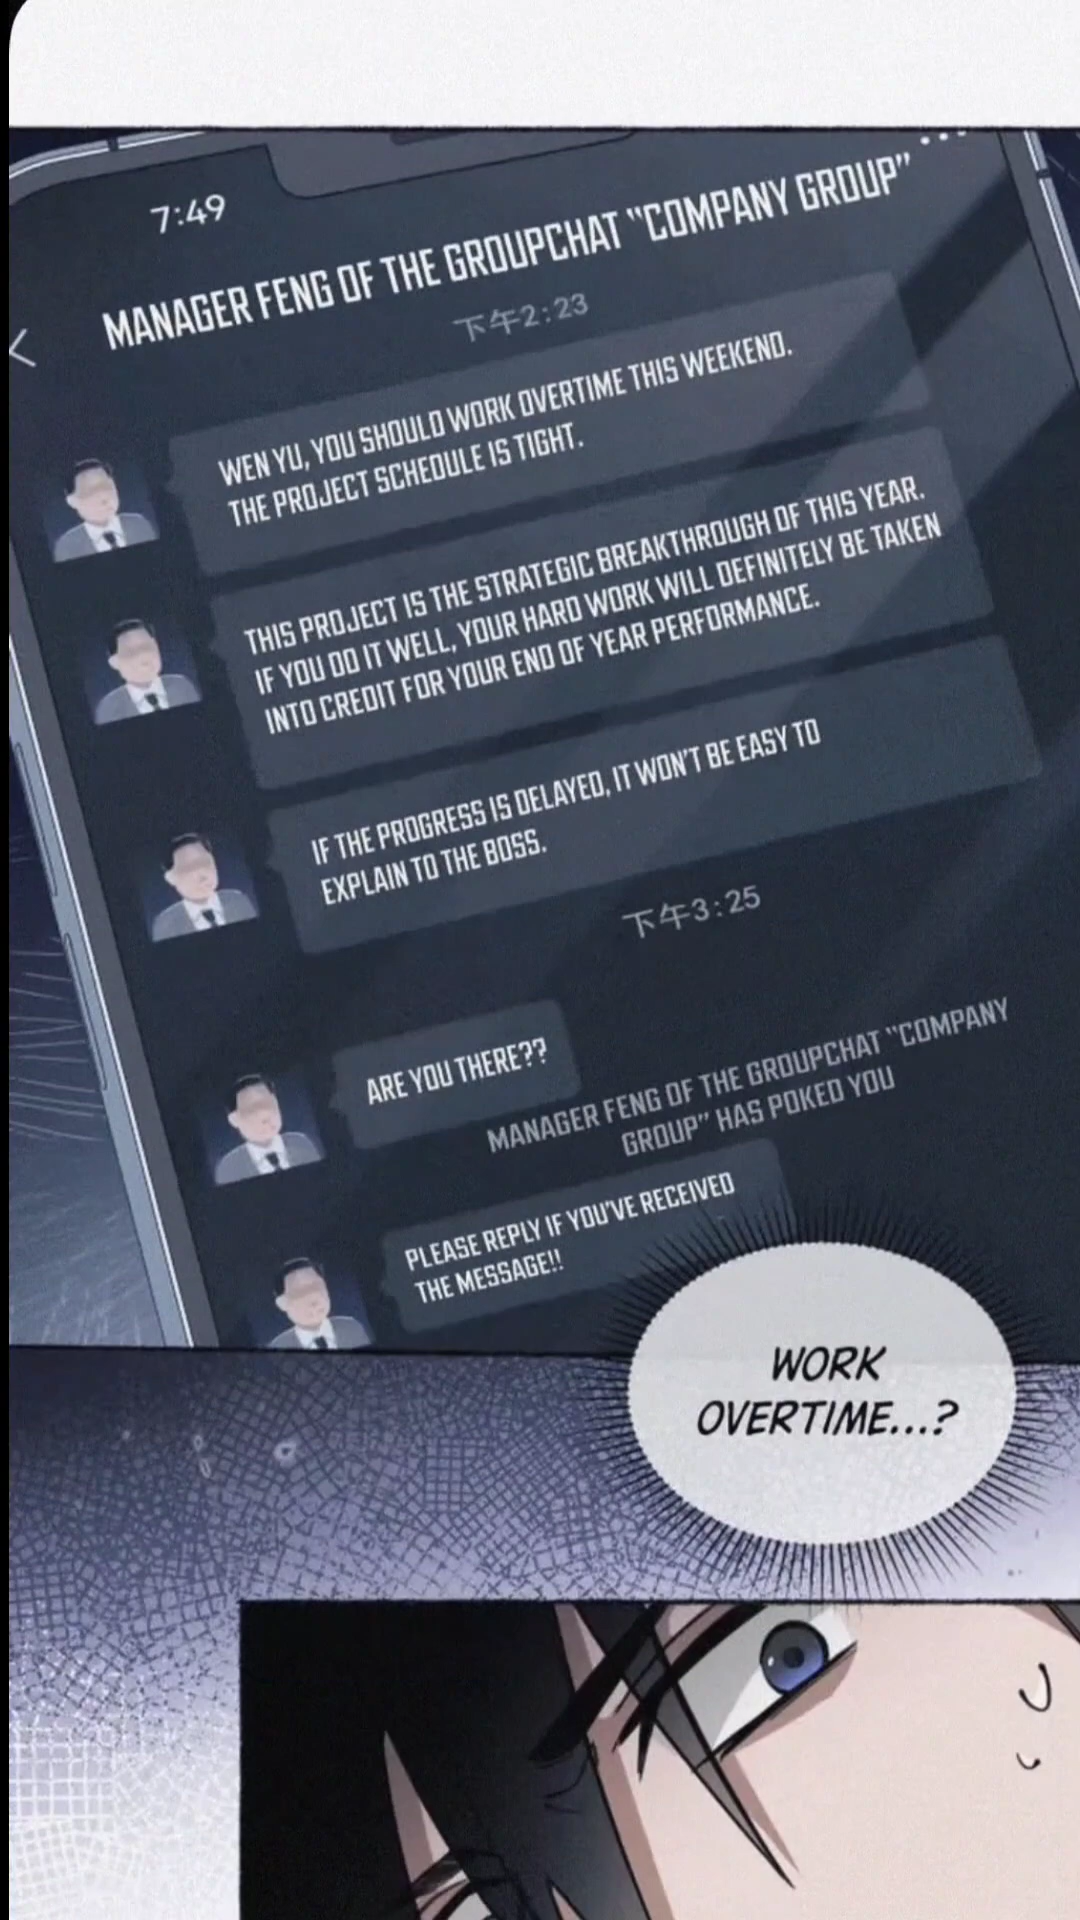 7:49
MANAGER FENG OF THE GROUPCHAT "COMPANY GROUP"
下午2:23
WEN YU, YOU SHOULD WORK OVERTIME THIS WEEKEND.
THE PROJECT SCHEDULE IS TIGHT.
THIS PROJECT IS THE STRATEGIC BREAKTHROUGH OF THIS YEAR.
IF YOU DO IT WELL, YOUR HARD WORK WILL DEFINITELY BE TAKEN
INTO CREDIT FOR YOUR END OF YEAR PERFORMANCE.
IF THE PROGRESS IS DELAYED, IT WON'T BE EASY TO
EXPLAIN TO THE BOSS.
下午3:25
ARE YOU THERE??
MANAGER FENG OF THE GROUPCHAT "COMPANY
GROUP" HAS POKED YOU
PLEASE REPLY IF YOU'VE RECEIVED
THE MESSAGE!!
WORK
OVERTIME...?